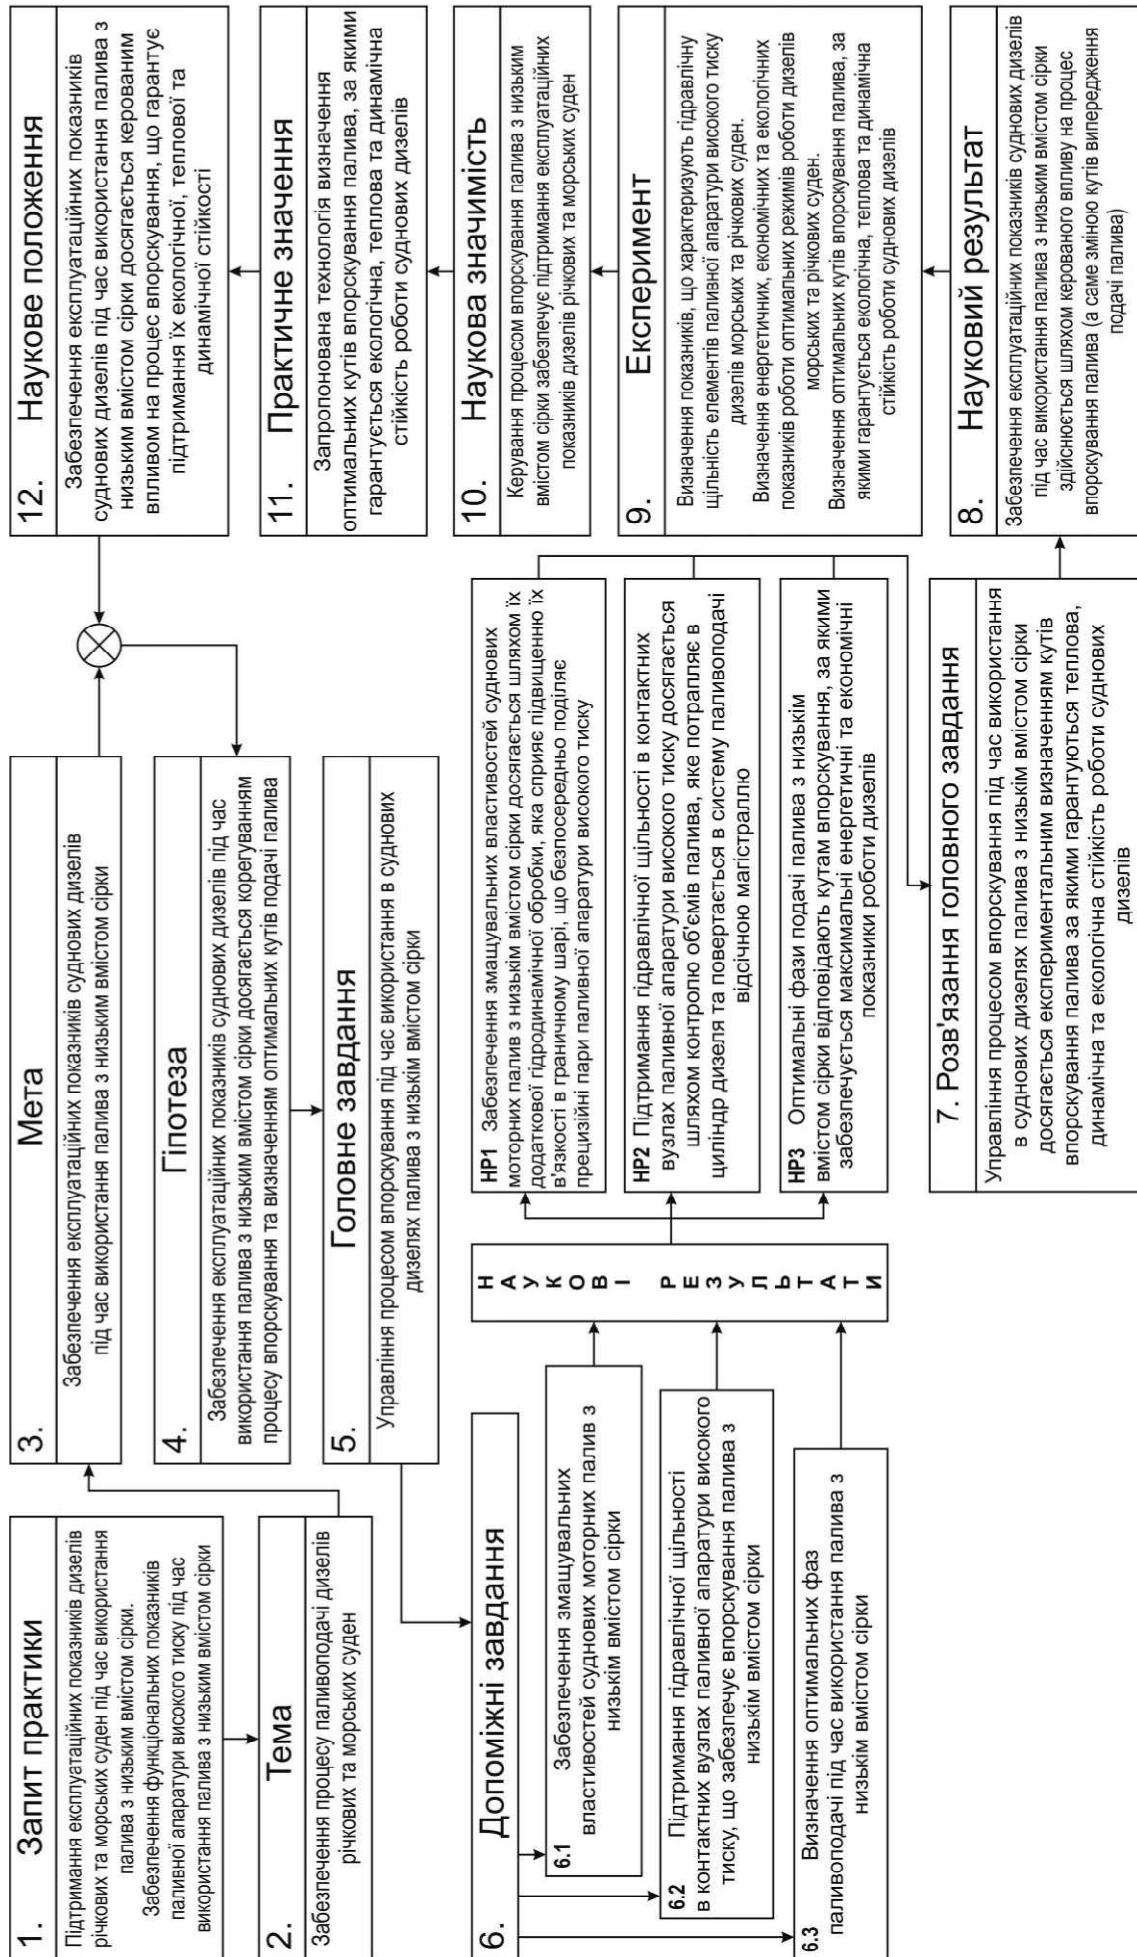 1. Запит практики
Підтримання експлуатаційних показників дизелів
річкових та морських суден під час використання
палива з низьким вмістом сірки.
Забезпечення функціональних показників
паливної апаратури високого тиску під час
використання палива з низьким вмістом сірки
2. Тема
Забезпечення процесу паливоподачі дизелів
річкових та морських суден
3. Мета
Забезпечення експлуатаційних показників суднових дизелів
під час використання палива з низьким вмістом сірки
4. Гіпотеза
Забезпечення експлуатаційних показників суднових дизелів під час
використання палива з низьким вмістом сірки досягається корегуванням
процесу впорскування та визначенням оптимальних кутів подачі палива
5. Головне завдання
Управління процесом впорскування під час використання в суднових
дизелях палива з низькім вмістом сірки
6. Допоміжні завдання
6.1 Забезпечення змащувальних
властивостей суднових моторних палив з
низькім вмістом сірки
6.2 Підтримання гідравлічної щільності
в контактних вузлах паливної апаратури високого
тиску, що забезпечує впорскування палива з
низькім вмістом сірки
6.3 Визначення оптимальних фаз
паливоподачі під час використання палива з
низькім вмістом сірки
НАУКОВІ РЕЗУЛЬТАТИ
НР1 Забезпечення змащувальних властивостей суднових
моторних палив з низькім вмістом сірки досягається шляхом їх
додаткової гідродинамічної обробки, яка сприяє підвищенню їх
в'язкості в граничному шарі, що безпосередньо поділяє
прецизійні пари паливної апаратури високого тиску
НР2 Підтримання гідравлічної щільності в контактних
вузлах паливної апаратури високого тиску досягається
шляхом контролю об'ємів палива, яке потрапляє в
циліндр дизеля та повертається в систему паливоподачі
відсічною магістраллю
НР3 Оптимальні фази подачі палива з низькім
вмістом сірки відповідають кутам впорскування, за якими
забезпечується максимальні енергетичні та економічні
показники роботи дизелів
7. Розв'язання головного завдання
Управління процесом впорскування під час використання
в суднових дизелях палива з низькім вмістом сірки
досягається експериментальним визначенням кутів
впорскування палива за якими гарантуються теплова,
динамічна та екологічна стійкість роботи суднових
дизелів
8. Науковий результат
Забезпечення експлуатаційних показників суднових дизелів
під час використання палива з низьким вмістом сірки
здійснюється шляхом керованого впливу на процес
впорскування палива (а саме зміною кутів випередження
подачі палива)
9. Експеримент
Визначення показників, що характеризують гідравлічну
щільність елементів паливної апаратури високого тиску
дизелів морських та річкових суден.
Визначення енергетичних, економічних та екологічних
показників роботи оптимальних режимів роботи дизелів
морських та річкових суден.
Визначення оптимальних кутів впорскування палива, за
якими гарантується екологічна, теплова та динамічна
стійкість роботи суднових дизелів
10. Наукова значимість
Керування процесом впорскування палива з низьким
вмістом сірки забезпечує підтримання експлуатаційних
показників дизелів річкових та морських суден
11. Практичне значення
Запропонована технологія визначення
оптимальних кутів впорскування палива, за якими
гарантується екологічна, теплова та динамічна
стійкість роботи суднових дизелів
12. Наукове положення
Забезпечення експлуатаційних показників
суднових дизелів під час використання палива з
низьким вмістом сірки досягається керованим
впливом на процес впорскування, що гарантує
підтримання їх екологічної, теплової та
динамічної стійкості